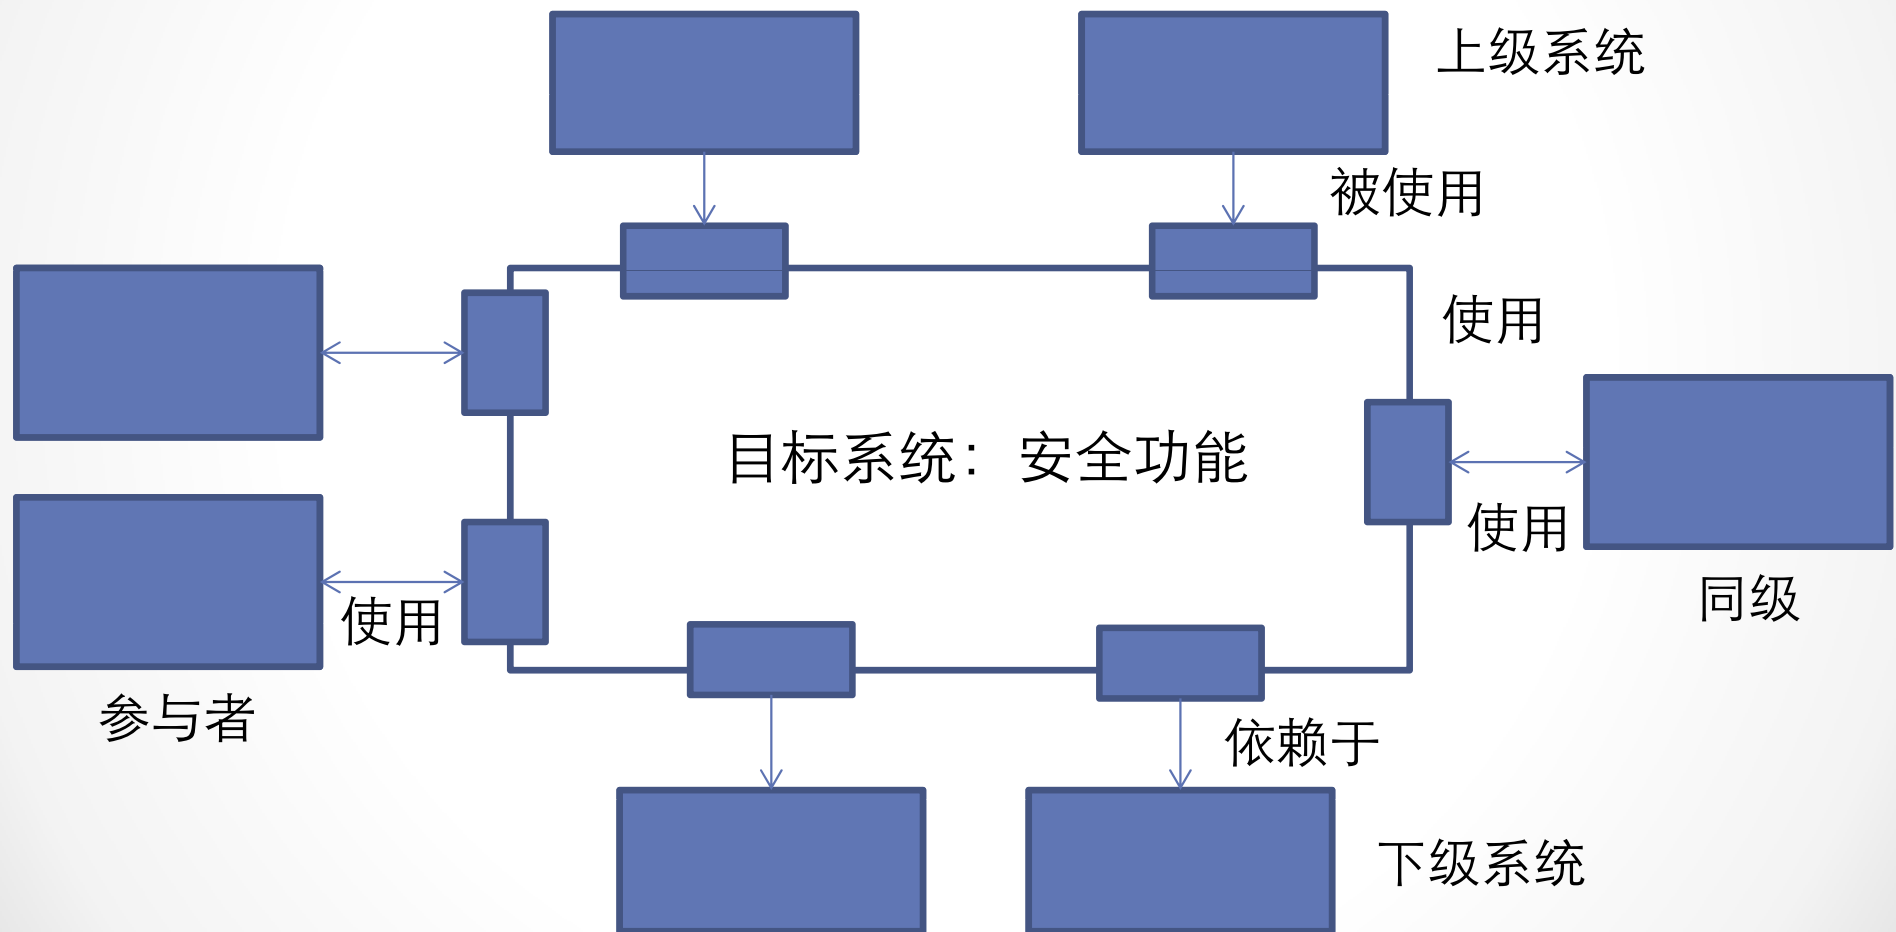 上级系统
被使用
使用
目标系统：安全功能
使用
同级
使用
参与者
依赖于
下级系统